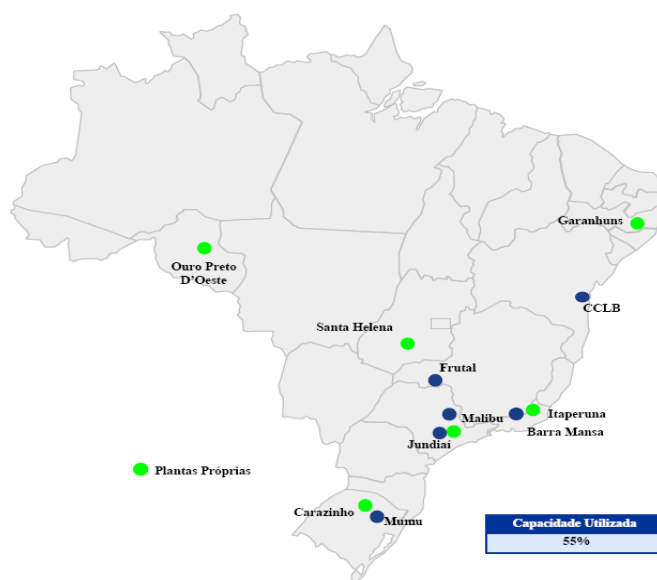 Garanhuns
Ouro Preto
D'Oeste
CCLB
Santa Helena
Frutal
Malibu
Itaperuna
Jundiaí
Barra Mansa
Plantas Próprias
Carazinho
Mumu
Capacidade Utilizada
55%